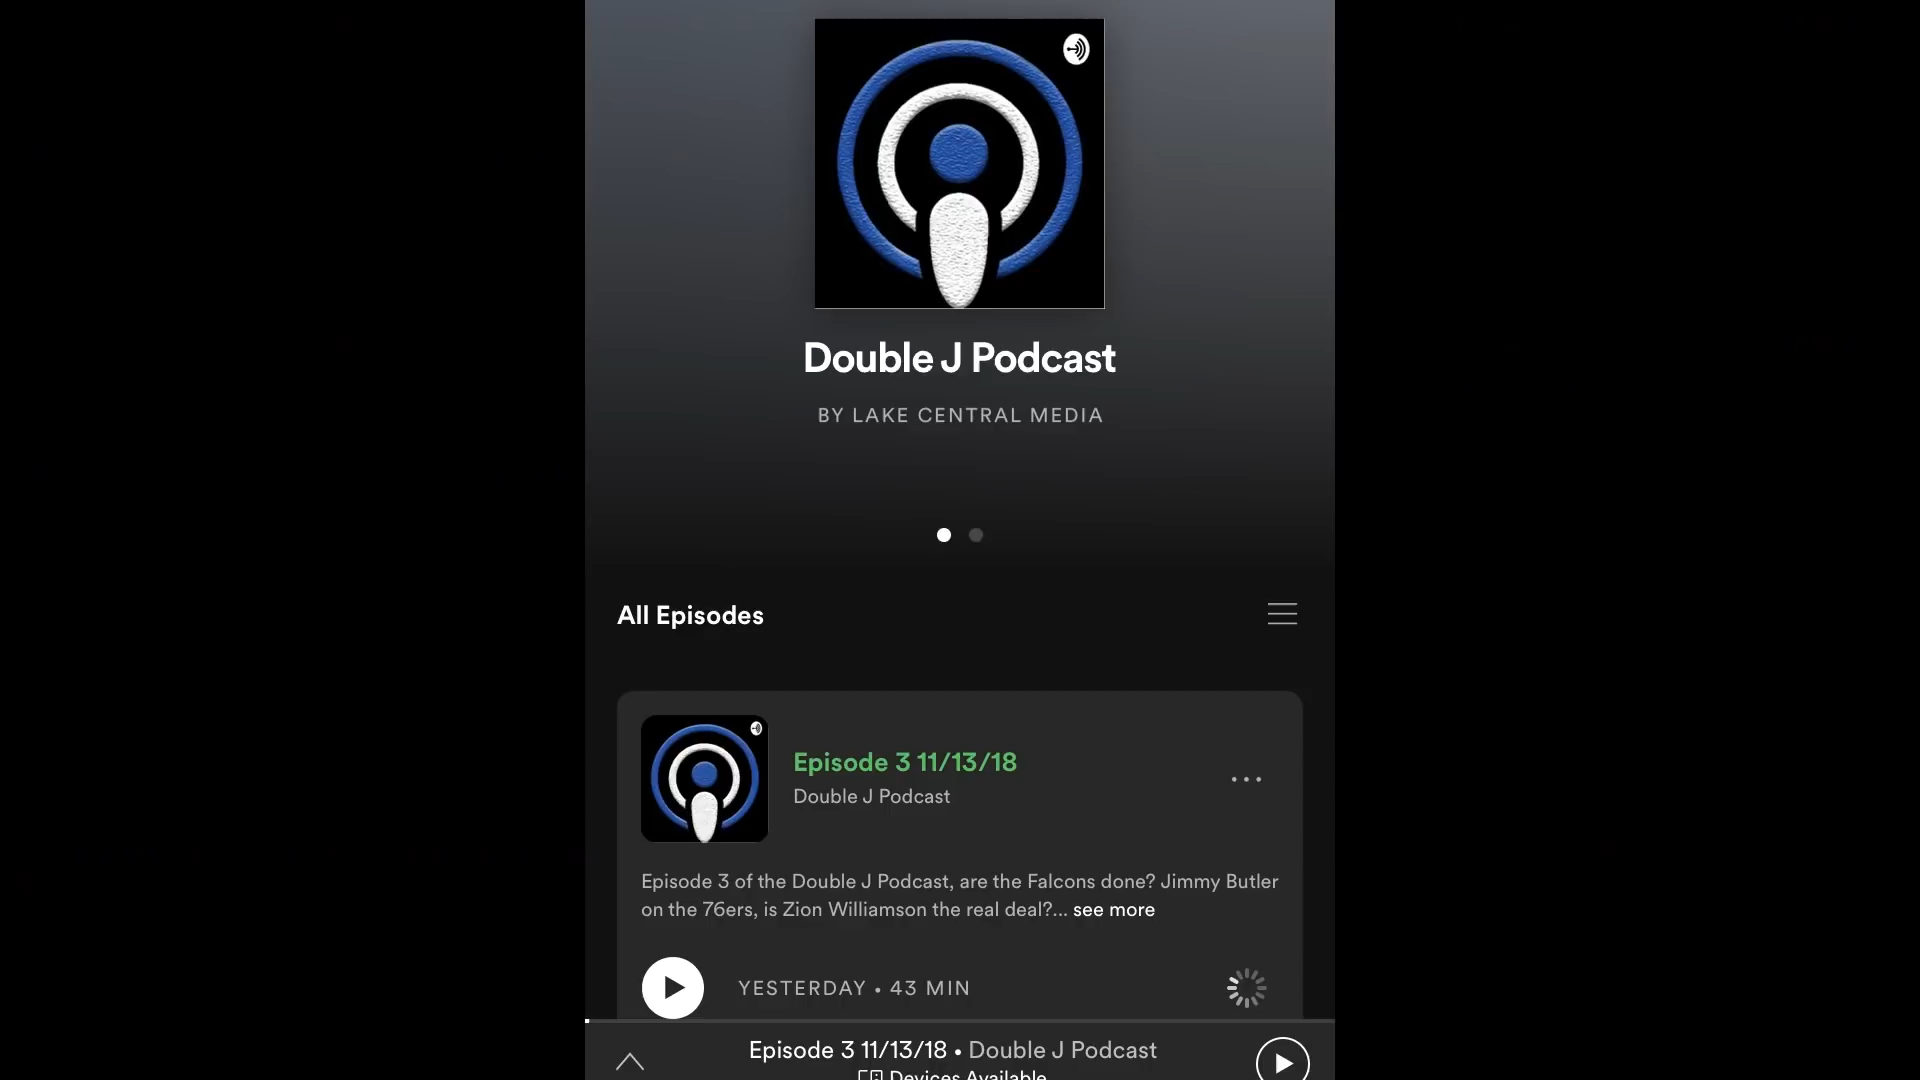 Double J Podcast
BY LAKE CENTRAL MEDIA
All Episodes
Episode 3 11/13/18
Double J Podcast
Episode 3 of the Double J Podcast, are the Falcons done? Jimmy Butler
on the 76ers, is Zion Williamson the real deal?... see more
YESTERDAY • 43 MIN
Episode 3 11/13/18 • Double J Podcast
Devices Available